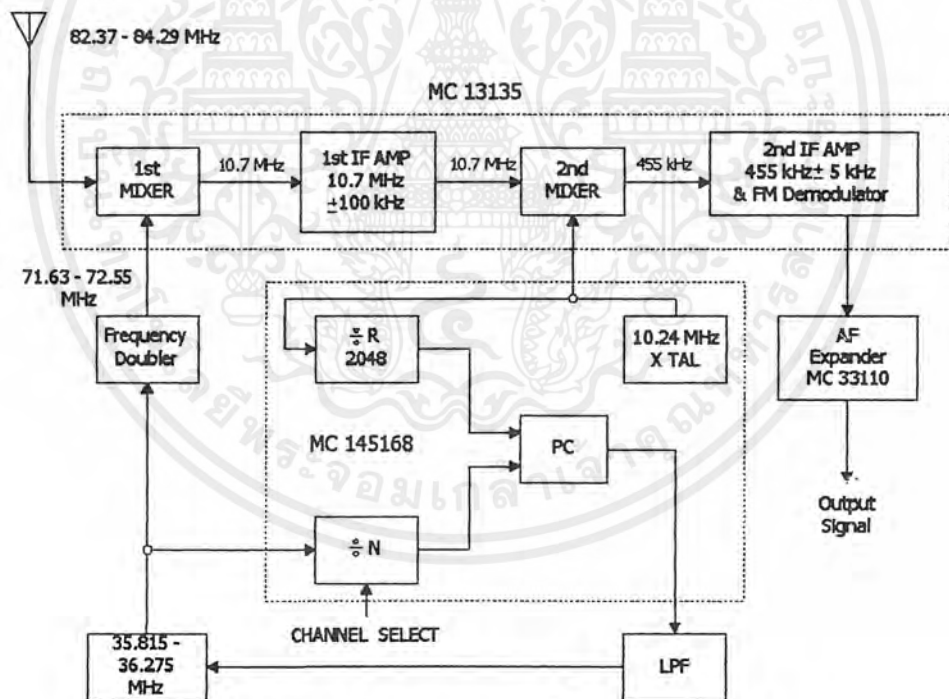 82.37 - 84.29 MHz
MC 13135
1st
MIXER
10.7 MHz
1st IF AMP
10.7 MHz
±100 kHz
10.7 MHz
2nd
MIXER
455 kHz
2nd IF AMP
455 kHz± 5 kHz
& FM Demodulator
71.63 - 72.55
MHz
Frequency
Doubler
÷ R
2048
10.24 MHz
X TAL
AF
Expander
MC 33110
MC 145168
PC
Output
Signal
÷ N
CHANNEL SELECT
35.815 -
36.275
MHz
LPF